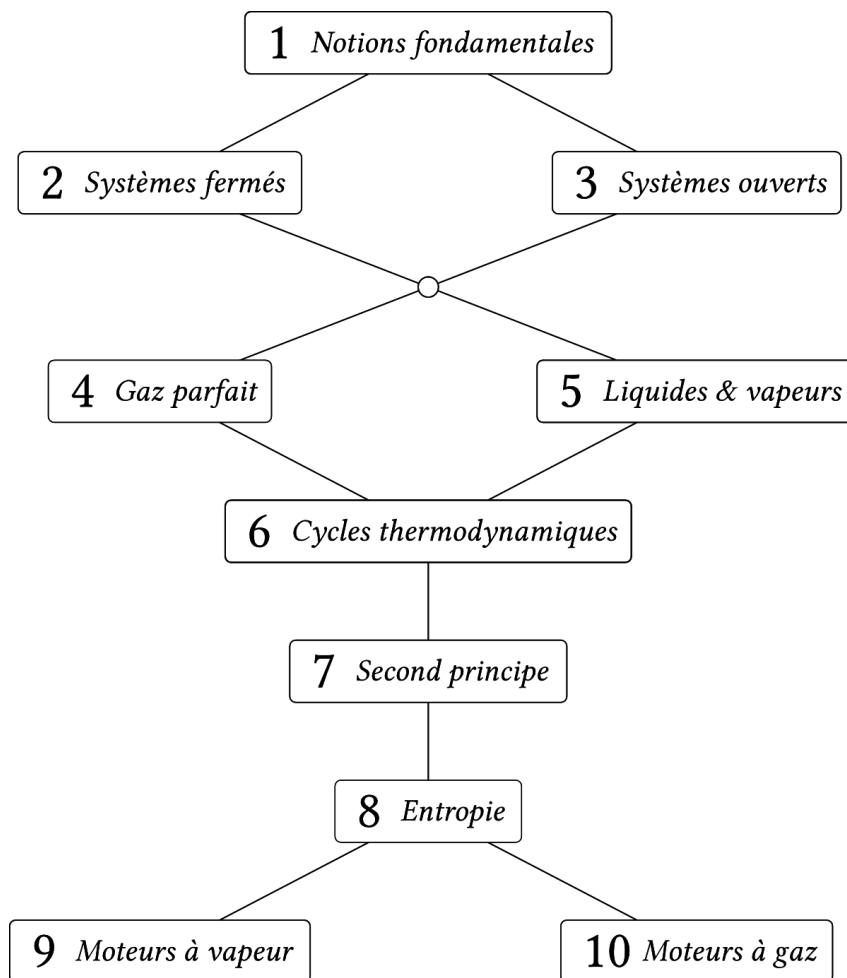 1 Notions fondamentales
2 Systèmes fermés
3 Systèmes ouverts
4 Gaz parfait
5 Liquides & vapeurs
6 Cycles thermodynamiques
7 Second principe
8 Entropie
9 Moteurs à vapeur
10 Moteurs à gaz